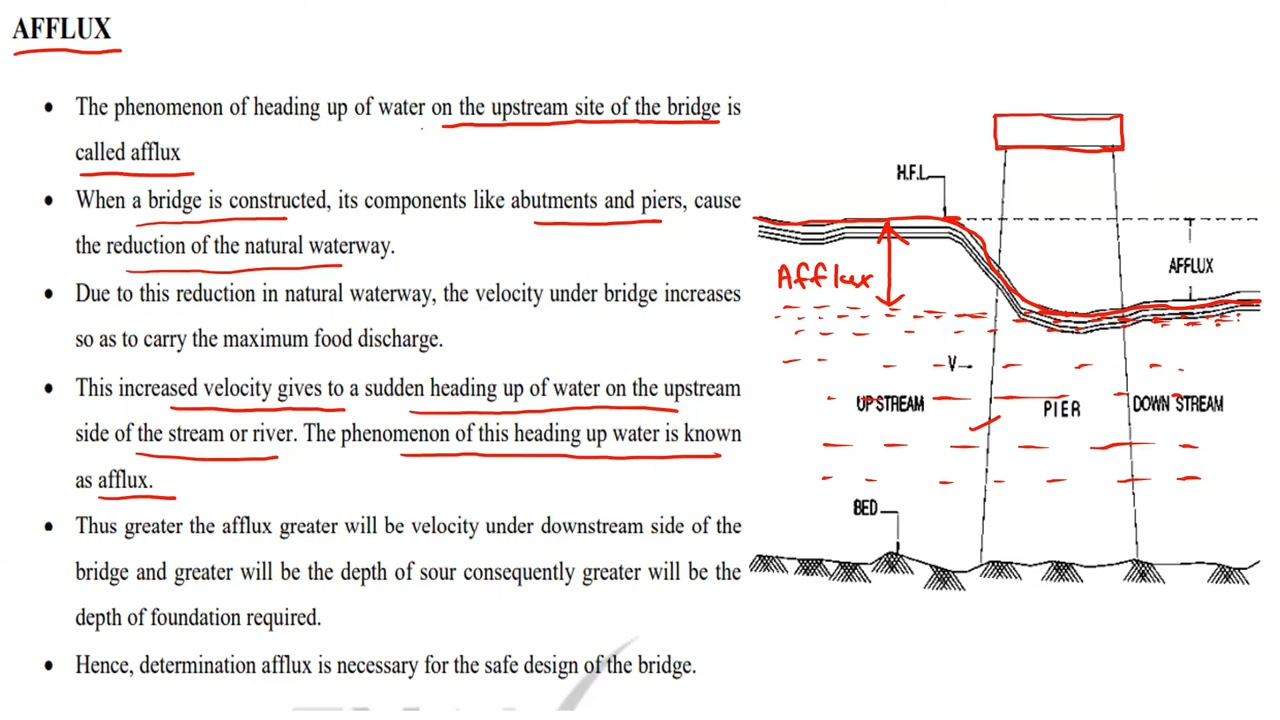 AFFLUX
• The phenomenon of heading up of water on the upstream site of the bridge is
called afflux
• When a bridge is constructed, its components like abutments and piers, cause
the reduction of the natural waterway.
• Due to this reduction in natural waterway, the velocity under bridge increases
so as to carry the maximum food discharge.
• This increased velocity gives to a sudden heading up of water on the upstream
side of the stream or river. The phenomenon of this heading up water is known
as afflux.
• Thus greater the afflux greater will be velocity under downstream side of the
bridge and greater will be the depth of sour consequently greater will be the
depth of foundation required.
• Hence, determination afflux is necessary for the safe design of the bridge.
H.F.L
AFFLUX
Afflux
V
UPSTREAM
PIER
DOWN STREAM
BED